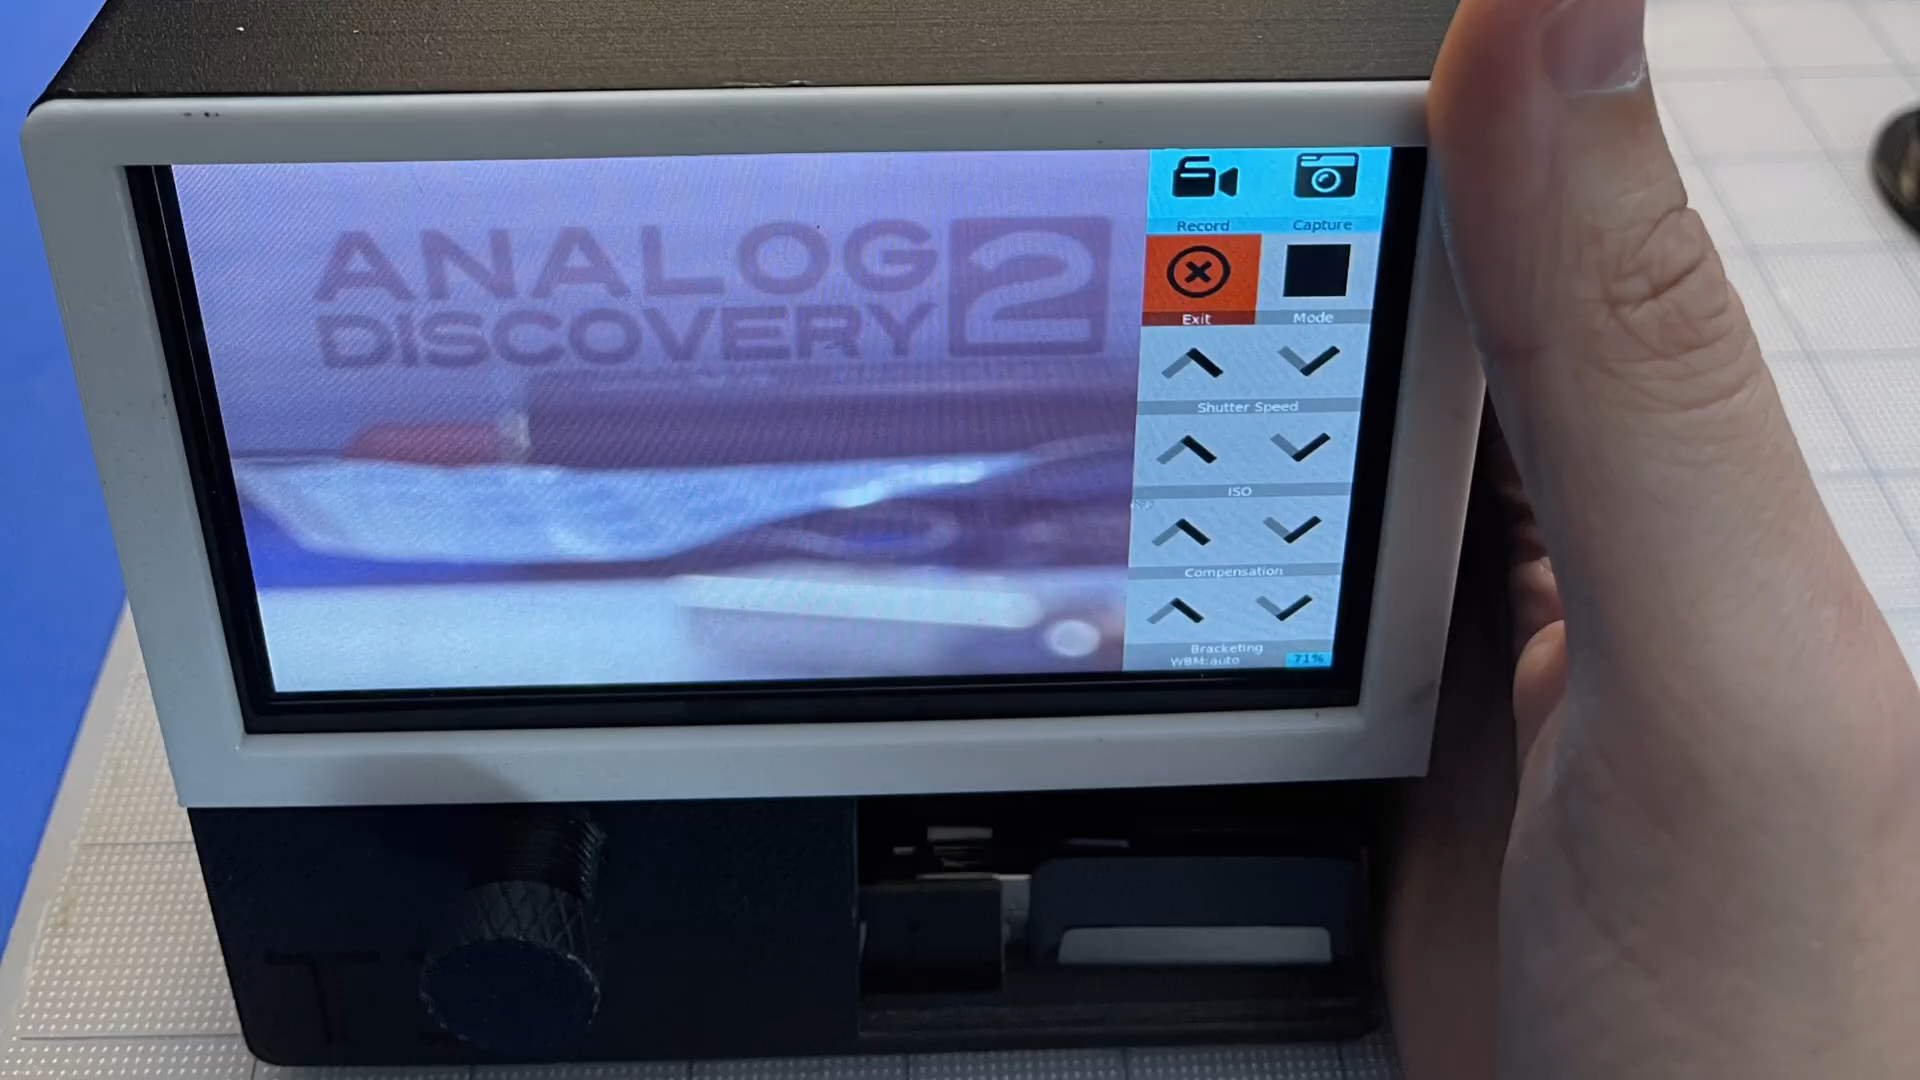 ANALOG
DISCOVERY 2
Record Capture
Exit Mode
Shutter Speed
ISO
Compensation
Bracketing
WBM:auto 71%